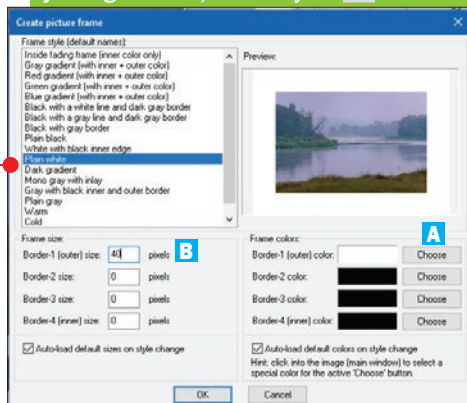 Create picture frame
Frame style (default names):
Inside fading frame (inner color only)
Gray gradient (with inner + outer color)
Red gradient (with inner + outer color)
Green gradient (with inner + outer color)
Blue gradient (with inner + outer color)
Black with a white line and dark gray border
Black with a gray line and dark gray border
Black with gray border
Plain black
White with black inner edge
Plain white
Dark gradient
Mono gray with inlay
Gray with black inner and outer border
Plain gray
Warm
Cold
Preview:
Frame size:
Border-1 (outer) size: 40 pixels B
Border-2 size: 0 pixels
Border-3 size: 0 pixels
Border-4 (inner) size: 0 pixels
Auto-load default sizes on style change
Frame colors:
A
Border-1 (outer) color: Choose
Border-2 color: Choose
Border-3 color: Choose
Border-4 (inner) color: Choose
Auto-load default colors on style change
Hint: click into the image (main window) to select a
special color for the active 'Choose' button.
OK Cancel